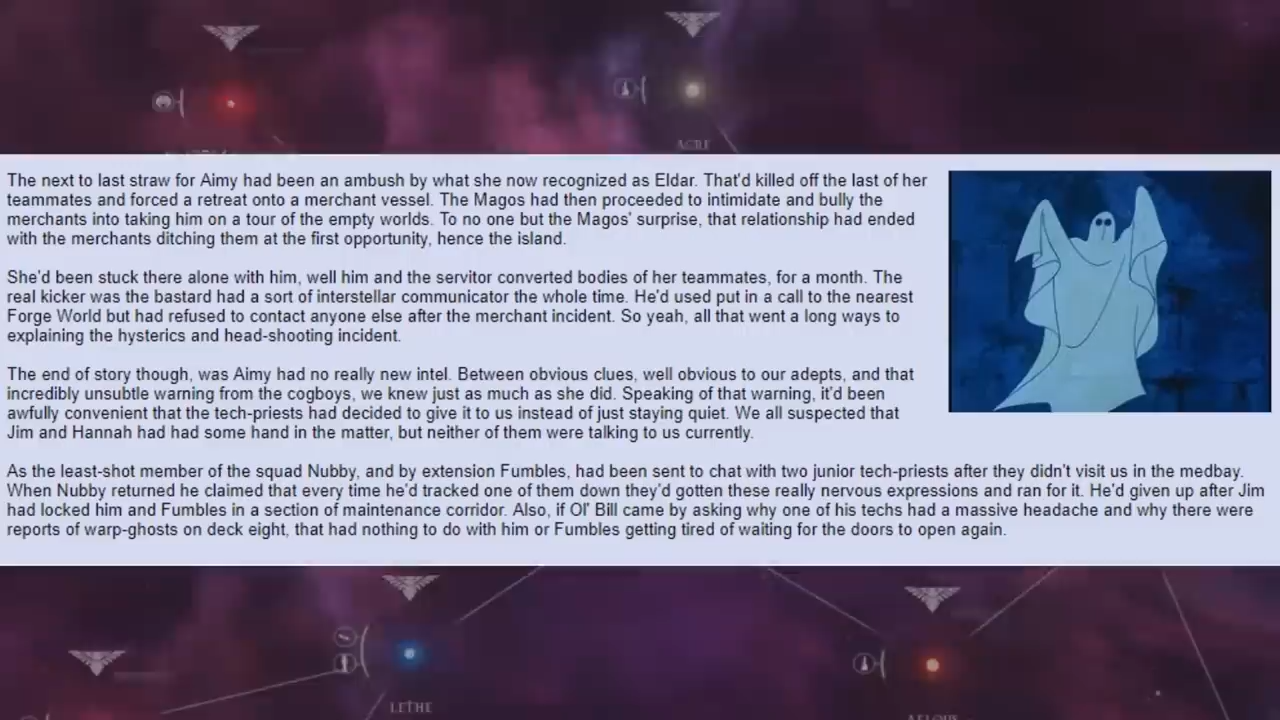 ACRE
The next to last straw for Aimy had been an ambush by what she now recognized as Eldar. That'd killed off the last of her
teammates and forced a retreat onto a merchant vessel. The Magos had then proceeded to intimidate and bully the
merchants into taking him on a tour of the empty worlds. To no one but the Magos' surprise, that relationship had ended
with the merchants ditching them at the first opportunity, hence the island.
She'd been stuck there alone with him, well him and the servitor converted bodies of her teammates, for a month. The
real kicker was the bastard had a sort of interstellar communicator the whole time. He'd used put in a call to the nearest
Forge World but had refused to contact anyone else after the merchant incident. So yeah, all that went a long ways to
explaining the hysterics and head-shooting incident.
The end of story though, was Aimy had no really new intel. Between obvious clues, well obvious to our adepts, and that
incredibly unsubtle warning from the cogboys, we knew just as much as she did. Speaking of that warning, it'd been
awfully convenient that the tech-priests had decided to give it to us instead of just staying quiet. We all suspected that
Jim and Hannah had had some hand in the matter, but neither of them were talking to us currently.
As the least-shot member of the squad Nubby, and by extension Fumbles, had been sent to chat with two junior tech-priests after they didn't visit us in the medbay.
When Nubby returned he claimed that every time he'd tracked one of them down they'd gotten these really nervous expressions and ran for it. He'd given up after Jim
had locked him and Fumbles in a section of maintenance corridor. Also, if Ol' Bill came by asking why one of his techs had a massive headache and why there were
reports of warp-ghosts on deck eight, that had nothing to do with him or Fumbles getting tired of waiting for the doors to open again.
LETHE